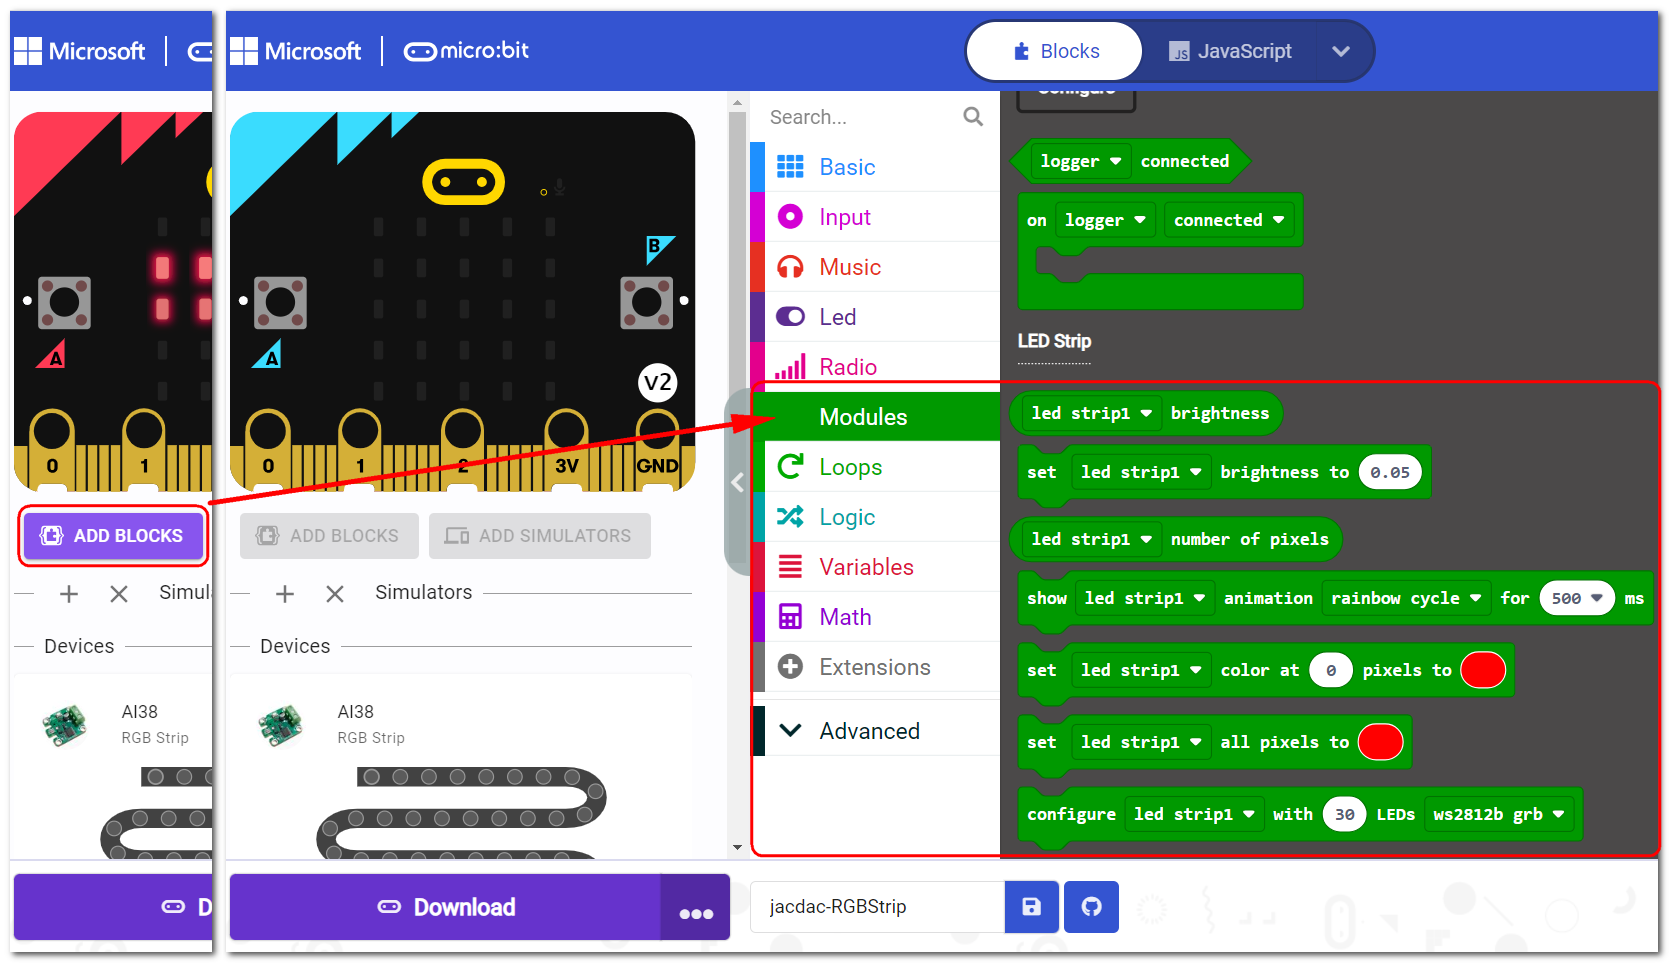 Microsoft
Microsoft
micro:bit
Blocks
JavaScript
A
0
1
ADD BLOCKS
Simul
Devices
AI38
RGB Strip
D
B
A
V2
0
1
2
3V
GND
ADD BLOCKS
ADD SIMULATORS
Simulators
Devices
AI38
RGB Strip
Download
Search...
Basic
Input
Music
Led
Radio
Modules
Loops
Logic
Variables
Math
Extensions
Advanced
Configure
logger connected
on logger connected
LED Strip
led strip1 brightness
set led strip1 brightness to 0.05
led strip1 number of pixels
show led strip1 animation rainbow cycle for 500 ms
set led strip1 color at 0 pixels to
set led strip1 all pixels to
configure led strip1 with 30 LEDs ws2812b grb
jacdac-RGBStrip